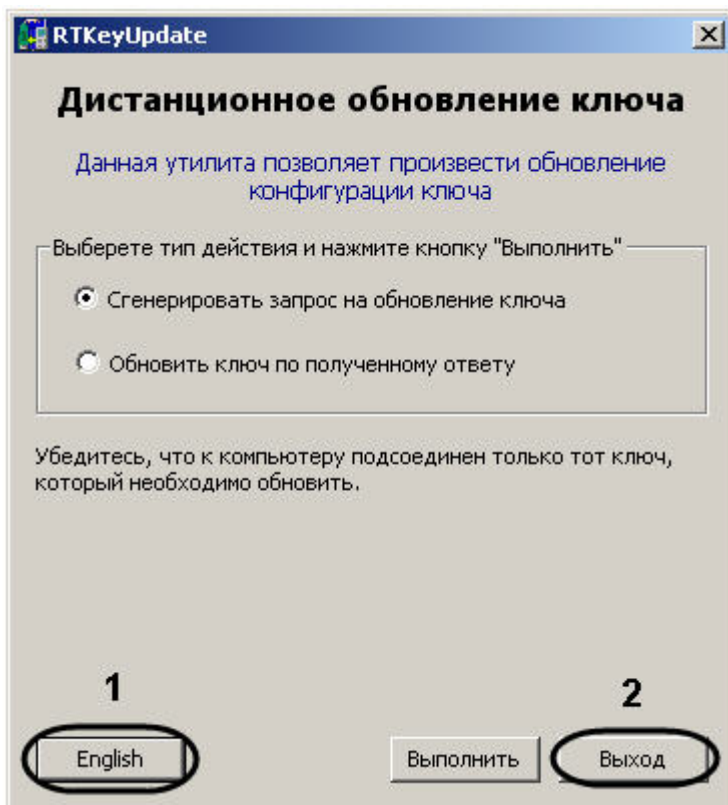 RTKeyUpdate
Дистанционное обновление ключа
Данная утилита позволяет произвести обновление
конфигурации ключа
Выберете тип действия и нажмите кнопку "Выполнить"
Сгенерировать запрос на обновление ключа
Обновить ключ по полученному ответу
Убедитесь, что к компьютеру подсоединен только тот ключ,
который необходимо обновить.
1
2
English
Выполнить
Выход